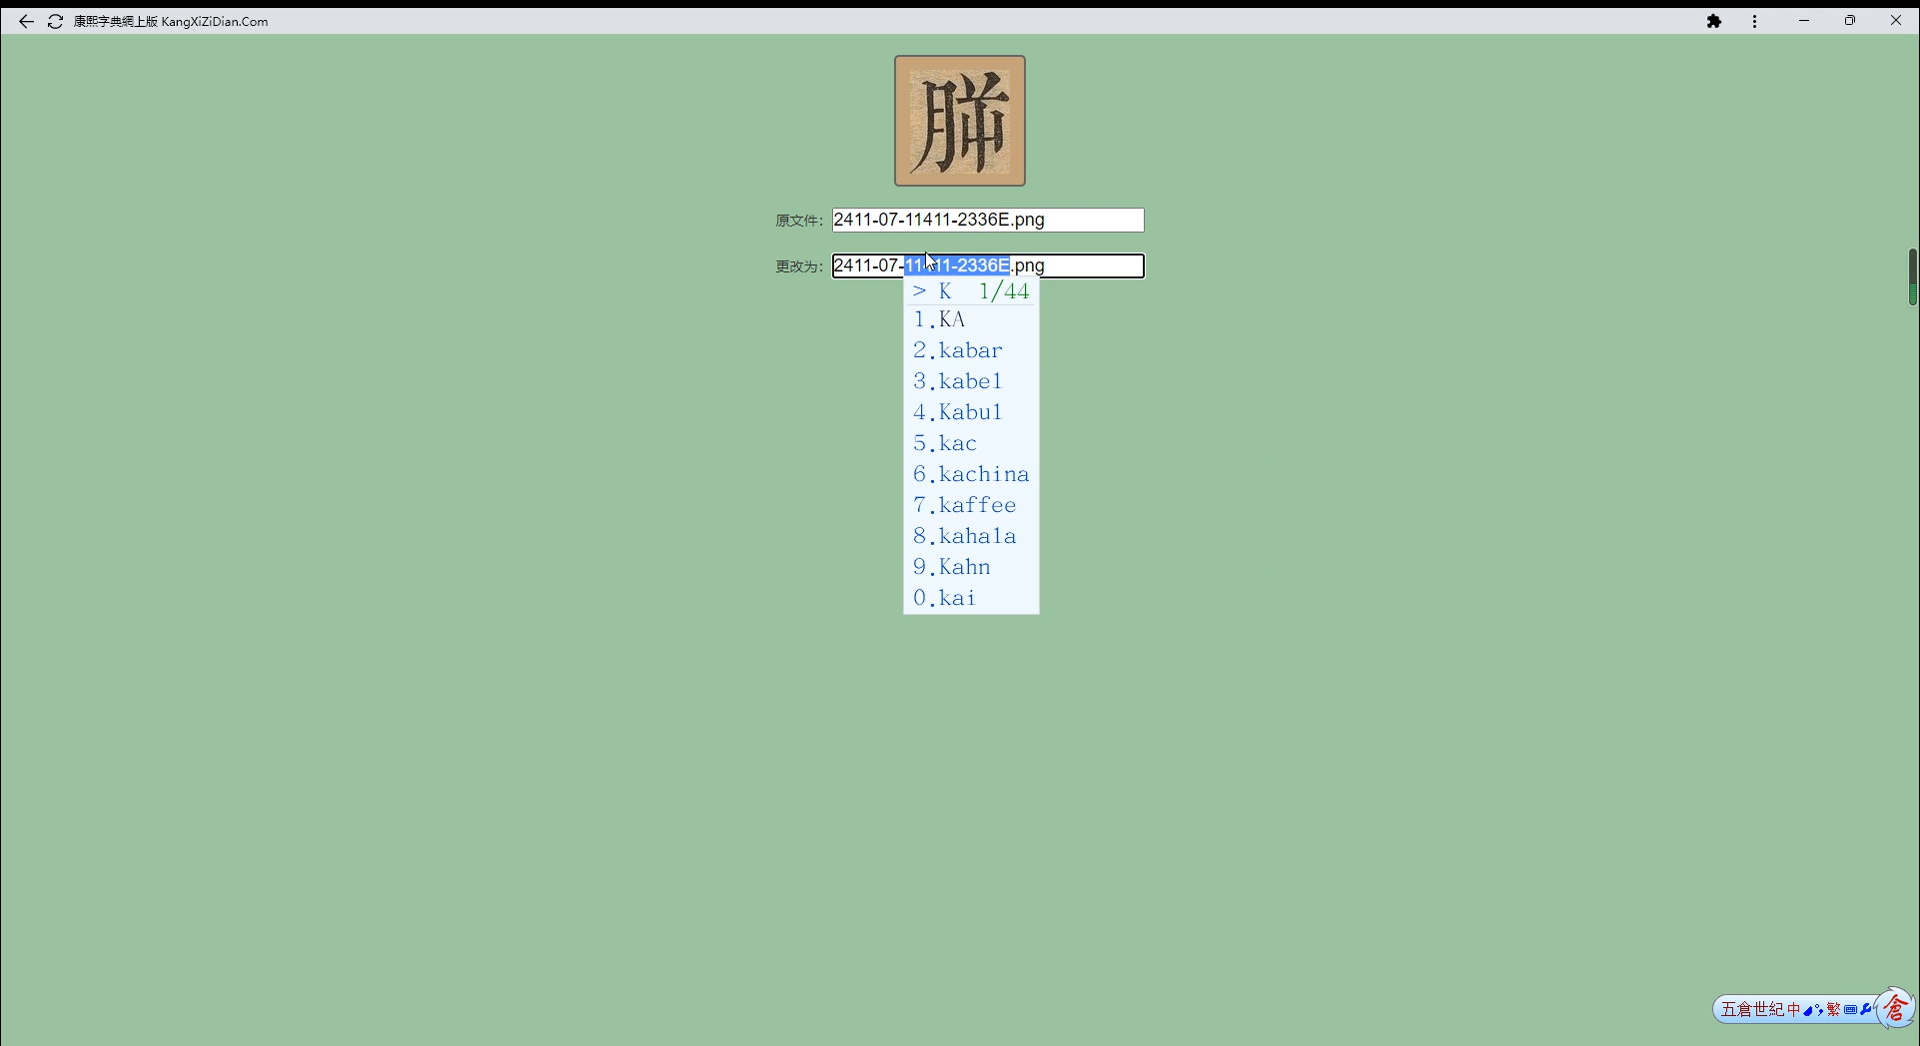 康熙字典網上版 KangXiZiDian.Com
原文件：2411-07-11411-2336E.png
更改为：2411-07-11411-2336E.png
> K 1/44
1.KA
2.kabar
3.kabel
4.Kabul
5.kac
6.kachina
7.kaffee
8.kahala
9.Kahn
0.kai
五倉世紀 中 繁 倉